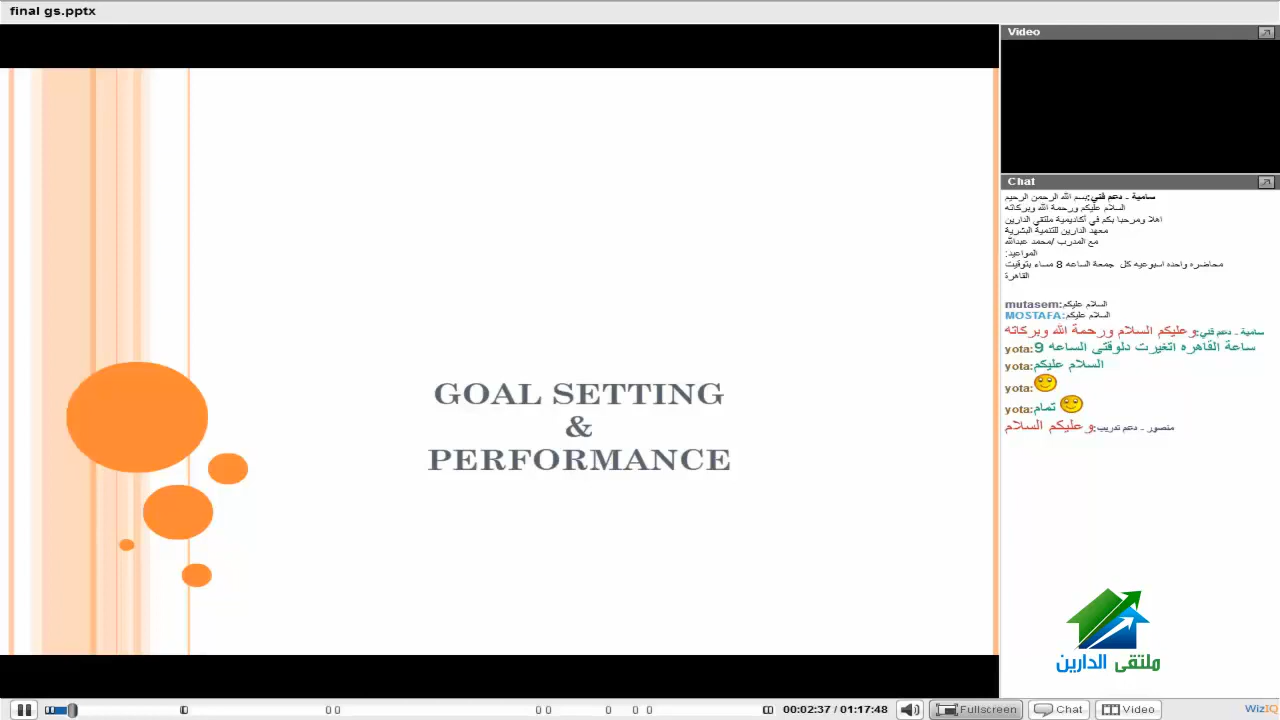 final gs.pptx
GOAL SETTING
&
PERFORMANCE
Video
Chat
سامية - دعم فني:بسم الله الرحمن الرحيم
السلام عليكم ورحمة الله وبركاته
اهلا ومرحبا بكم في أكاديمية ملتقي الدارين
معهد الدارين للتنمية البشرية
مع المدرب /محمد عبدالله
المواعيد:
محاضره واحده اسبوعيه كل جمعة الساعه 8 مساء بتوقيت
القاهرة
mutasem:السلام عليكم
MOSTAFA:السلام عليكم
سامية - دعم فني:وعليكم السلام ورحمة الله وبركاته
yota:ساعة القاهره اتغيرت دلوقتى الساعه 9
yota:السلام عليكم
yota:
yota:تمام
منصور - دعم تدريب:وعليكم السلام
ملتقى الدارين
00:02:37 / 01:17:48
Fullscreen
Chat
Video
WizIQ